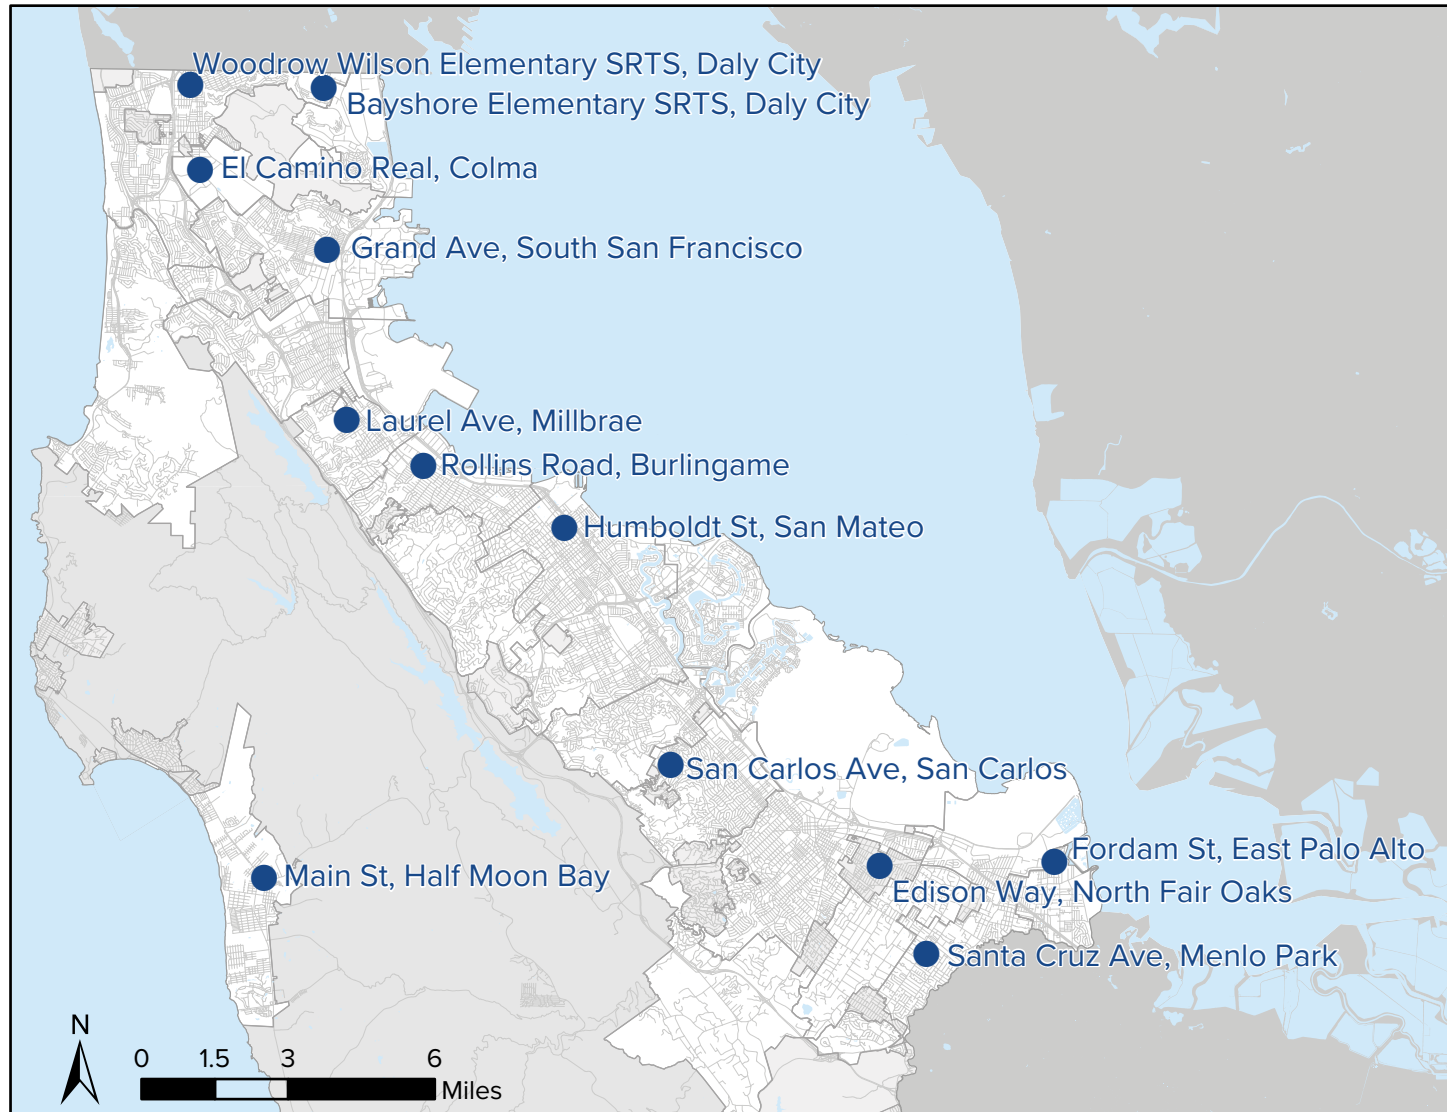 Woodrow Wilson Elementary SRTS, Daly City
Bayshore Elementary SRTS, Daly City
El Camino Real, Colma
Grand Ave, South San Francisco
Laurel Ave, Millbrae
Rollins Road, Burlingame
Humboldt St, San Mateo
San Carlos Ave, San Carlos
Fordam St, East Palo Alto
Main St, Half Moon Bay
Edison Way, North Fair Oaks
Santa Cruz Ave, Menlo Park
N
0 1.5 3 6
Miles